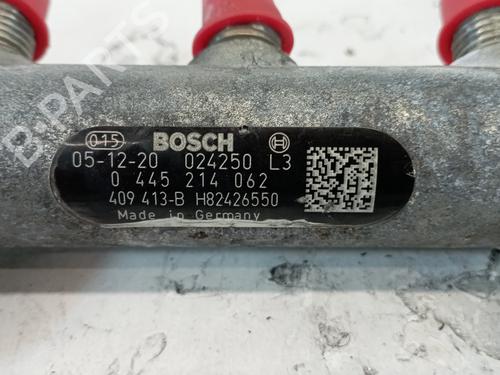 B-PARTS
015 BOSCH
05-12-20 024250 L3
0 445 214 062
409 413-B H82426550
Made in Germany